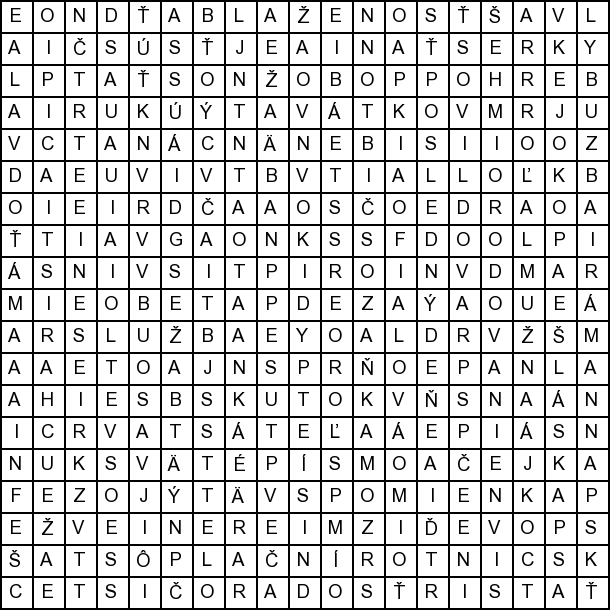 E O N D Ť A B L A Ž E N O S Ť Š A V L
A I Č S Ú S Ť J E A I N A Ť S E R K Y
L P T A Ť S O N Ž O B O P P O H R E B
A I R U K Ú Ý T A V Á T K O V M R J U
V C T A N Á C N Ä N E B I S I I O O Z
D A E U V I V T B V T I A L L O Ľ K B
O I E I R D Č A A O S Č O E D R A O A
Ť T I A V G A O N K S S F D O O L P I
Á S N I V S I T P I R O I N V D M A R
M I E O B E T A P D E Z A Ý A O U E Á
A R S L U Ž B A E Y O A L D R V Ž Š M
A A E T O A J N S P R Ň O E P A N L A
A H I E S B S K U T O K V Ň S N A Á N
I C R V A T S Á T E Ľ A Á E P I Á S N
N U K S V Ä T É P Í S M O A Č E J K A
F E Z O J Ý T Ä V S P O M I E N K A P
E Ž V E I N E R E I M Z I Ď E V O P S
Š A T S Ô P L A Č N Í R O T N I C S K
C E T S I Č O R A D O S Ť R I S T A Ť